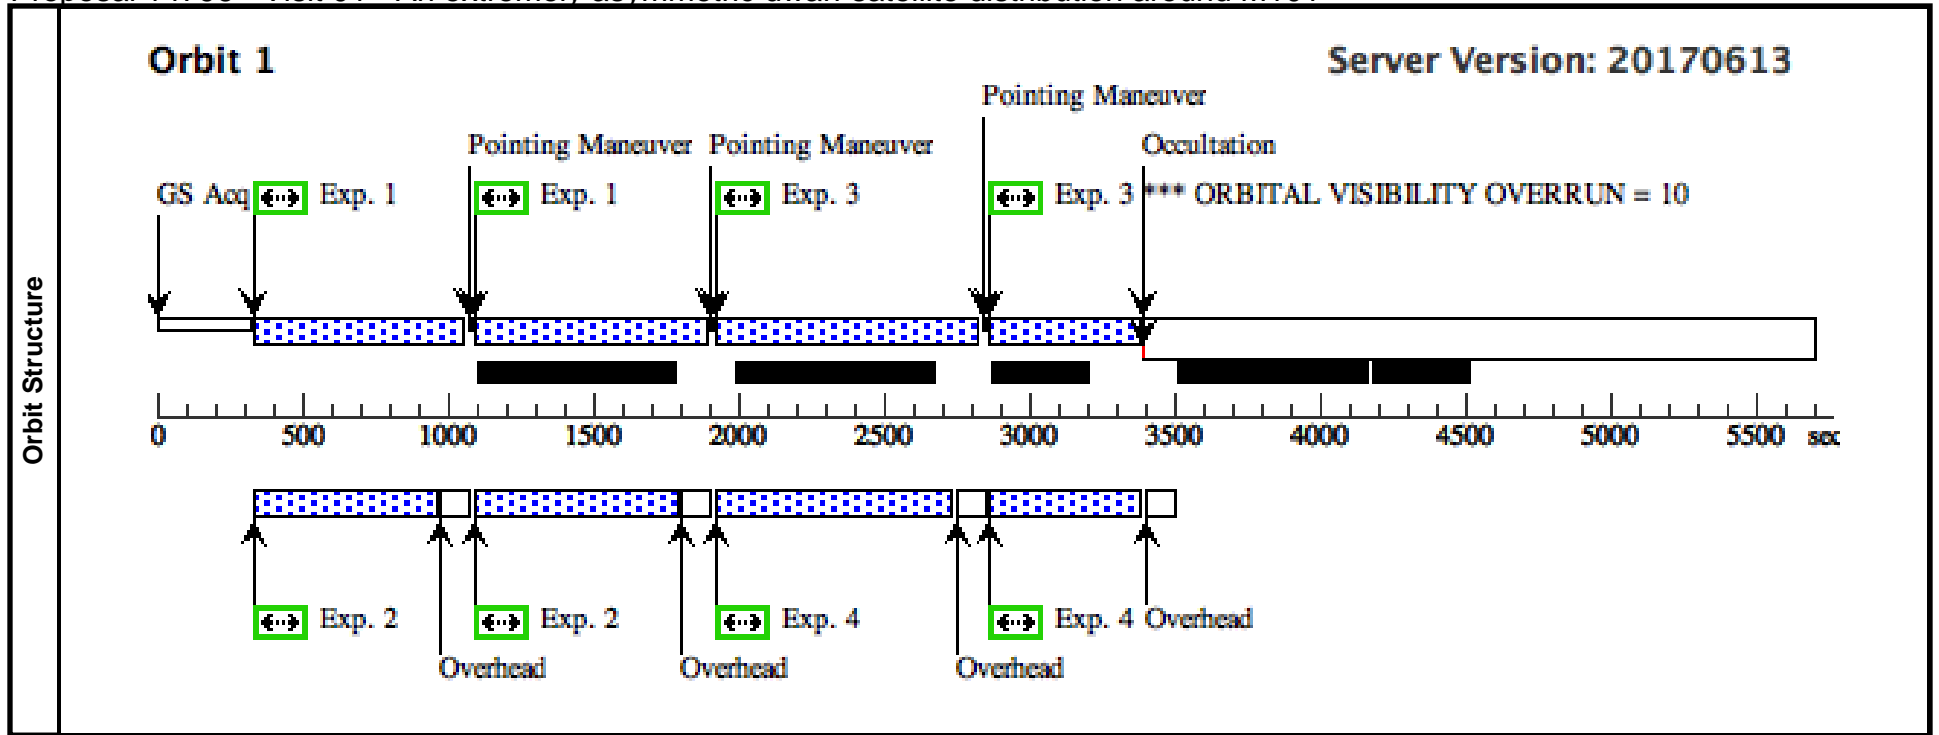 Orbit 1
Server Version: 20170613
Pointing Maneuver
Pointing Maneuver Pointing Maneuver Occultation
GS Acq Exp. 1 Exp. 1 Exp. 3 Exp. 3 *** ORBITAL VISIBILITY OVERRUN = 10
Orbit Structure
0 500 1000 1500 2000 2500 3000 3500 4000 4500 5000 5500 sec
Exp. 2 Exp. 2 Exp. 4 Exp. 4 Overhead
Overhead Overhead Overhead